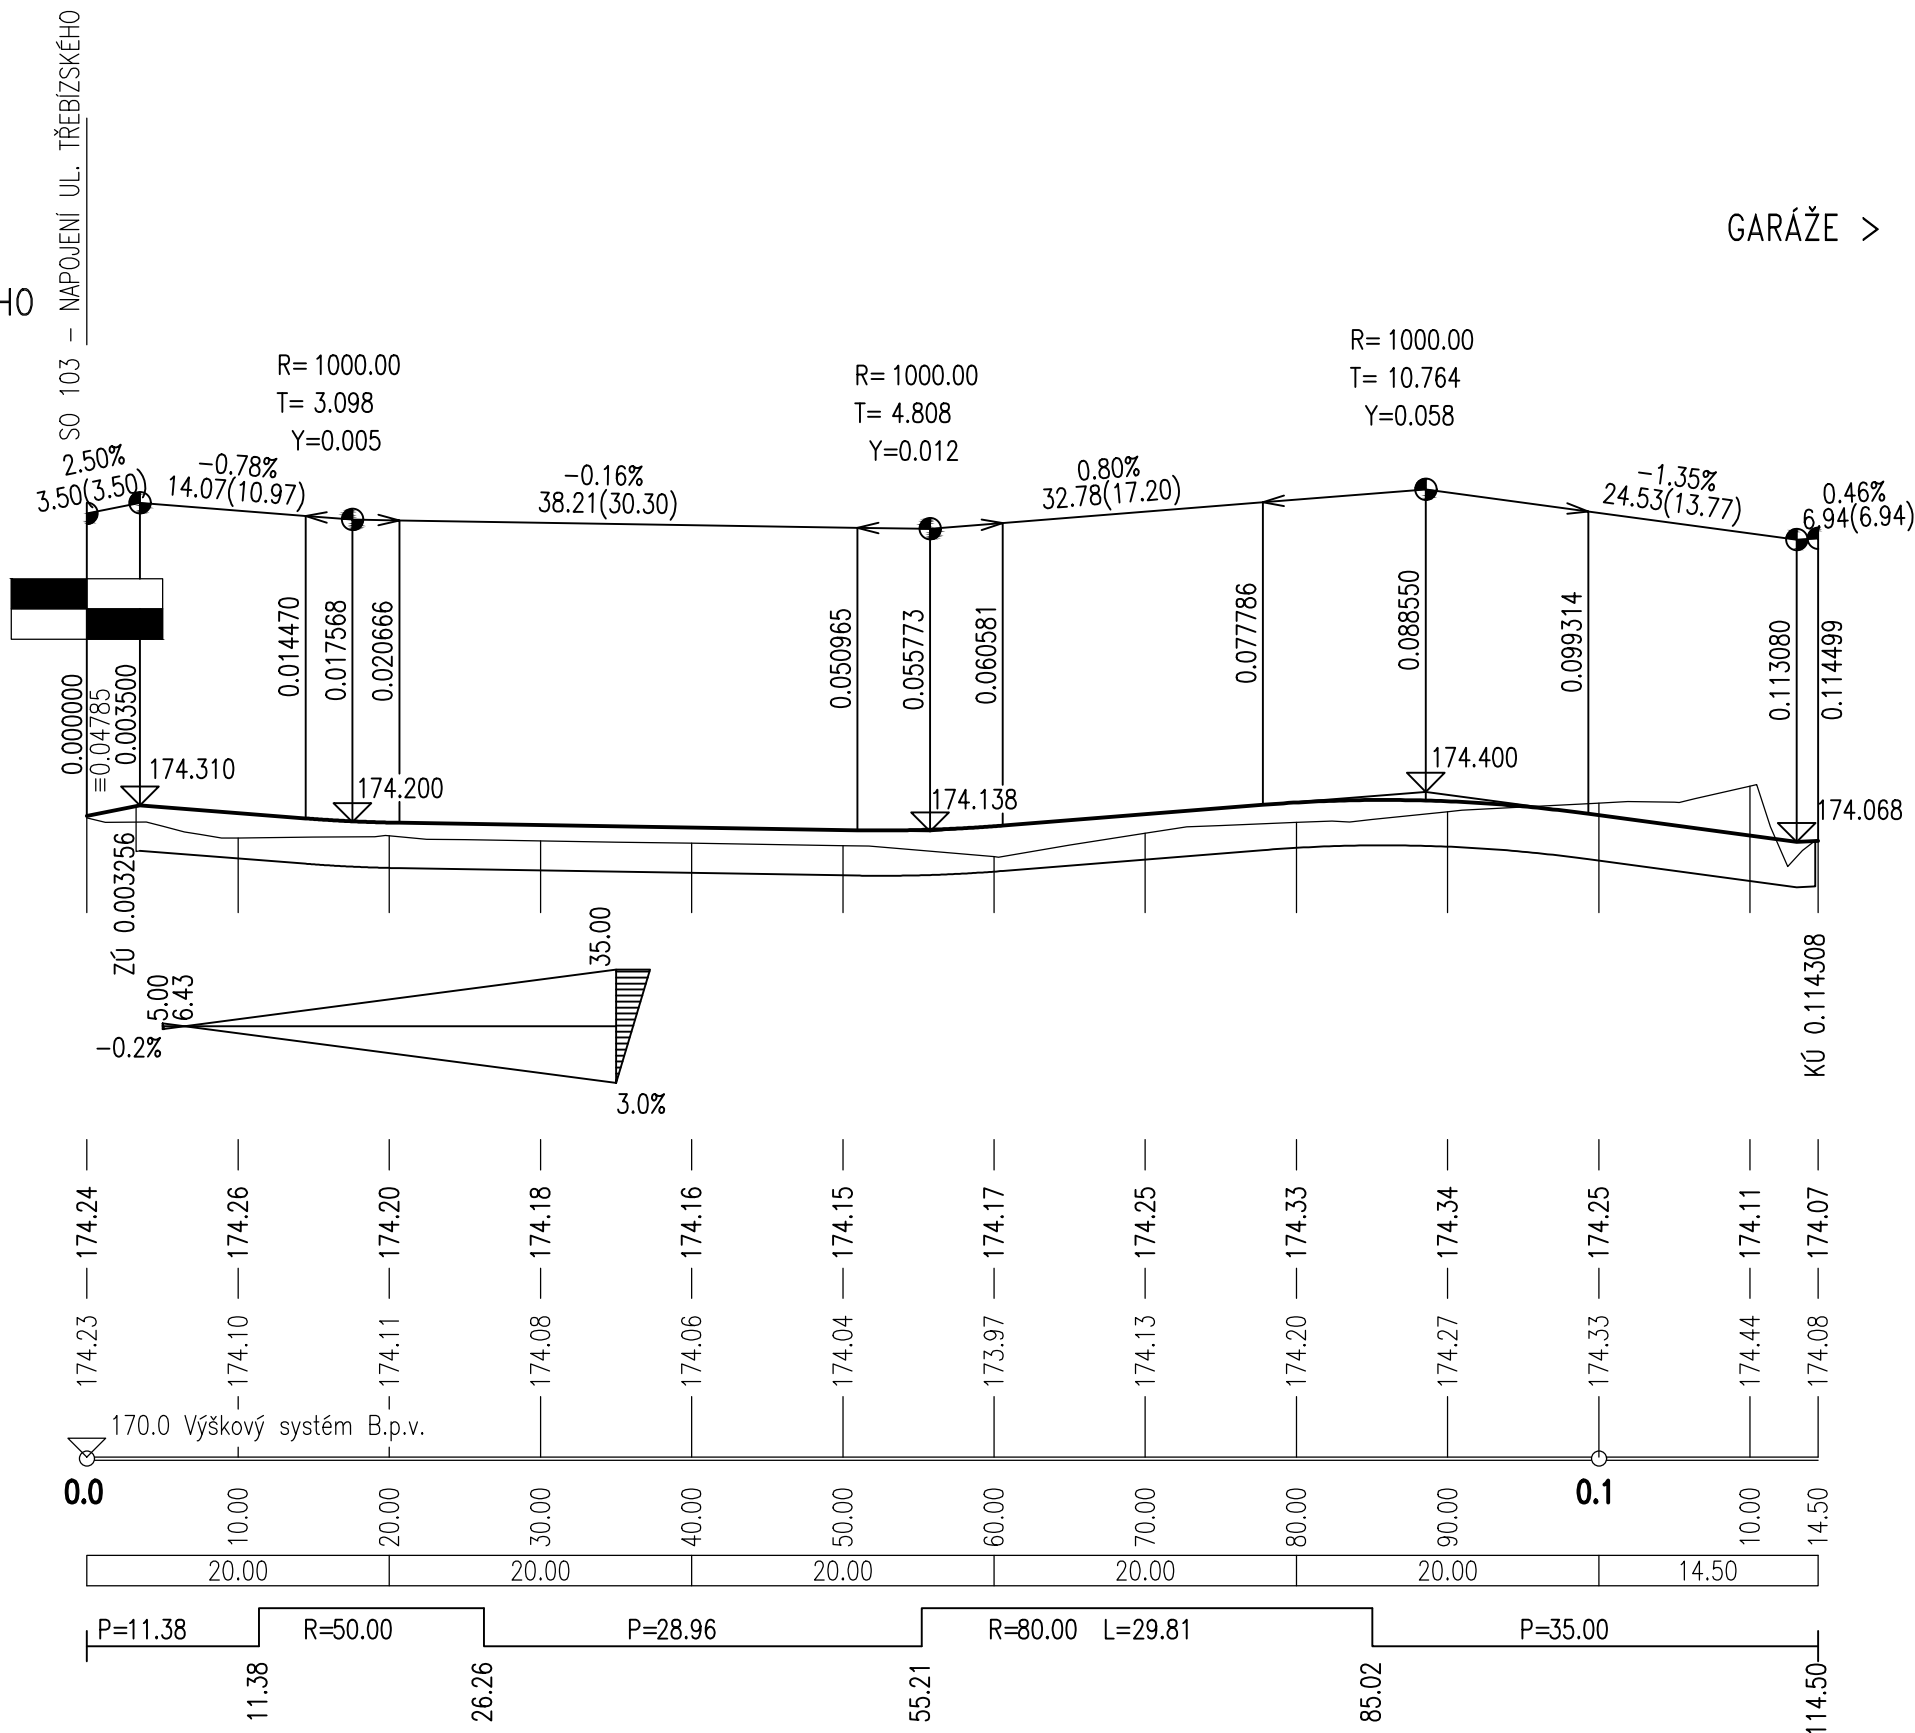 SO 103 – NAPOJENÍ UL. TŘEBÍZSKÉHO
HO
GARÁŽE >
R= 1000.00
T= 3.098
Y=0.005
R= 1000.00
T= 4.808
Y=0.012
R= 1000.00
T= 10.764
Y=0.058
2.50%
3.50(3.50)
−0.78%
14.07(10.97)
−0.16%
38.21(30.30)
0.80%
32.78(17.20)
−1.35%
24.53(13.77)
0.46%
6.94(6.94)
0.000000
≡0.04785
0.003500
0.014470
0.017568
0.020666
0.050965
0.055773
0.060581
0.077786
0.088550
0.099314
0.113080
0.114499
174.310
174.200
174.138
174.400
174.068
ZÚ 0.003256
KÚ 0.114308
5.00
6.43
35.00
−0.2%
3.0%
174.24 174.26 174.20 174.18 174.16 174.15 174.17 174.25 174.33 174.34 174.25 174.11 174.07
174.23 174.10 174.11 174.08 174.06 174.04 173.97 174.13 174.20 174.27 174.33 174.44 174.08
170.0 Výškový systém B.p.v.
0.0 0.1
10.00 20.00 30.00 40.00 50.00 60.00 70.00 80.00 90.00 10.00 14.50
20.00 20.00 20.00 20.00 20.00 14.50
P=11.38 R=50.00 P=28.96 R=80.00 L=29.81 P=35.00
11.38 26.26 55.21 85.02 114.50